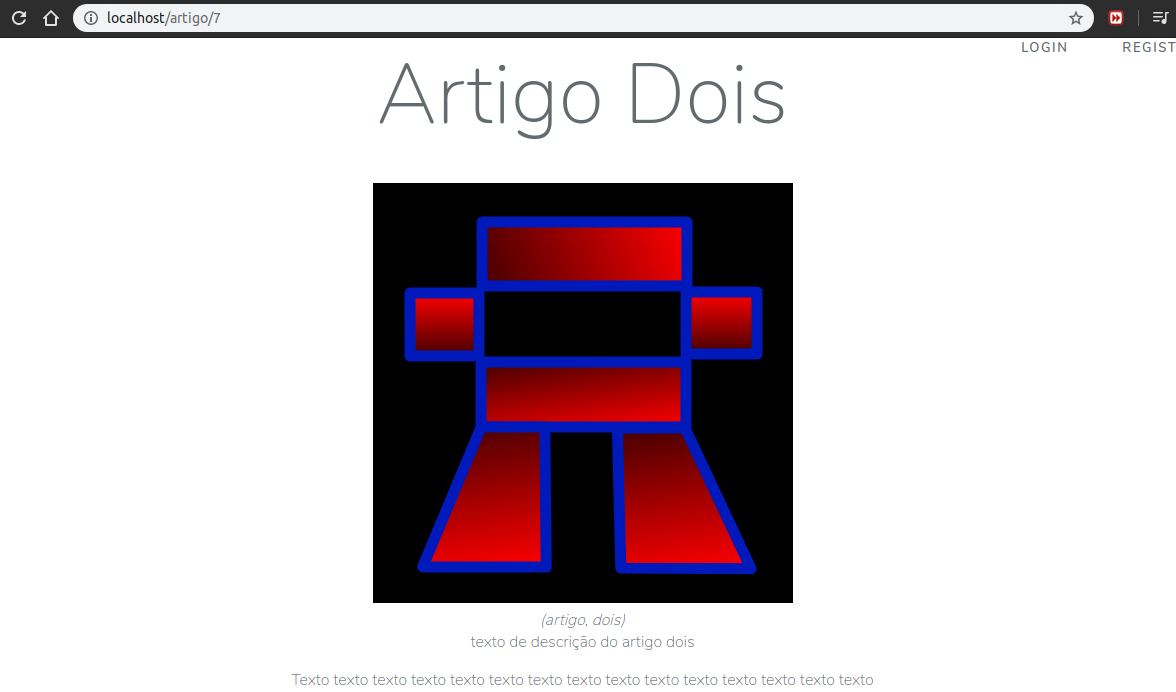 localhost/artigo/7
LOGIN REGIST
Artigo Dois
(artigo, dois)
texto de descrição do artigo dois
Texto texto texto texto texto texto texto texto texto texto texto texto texto texto texto